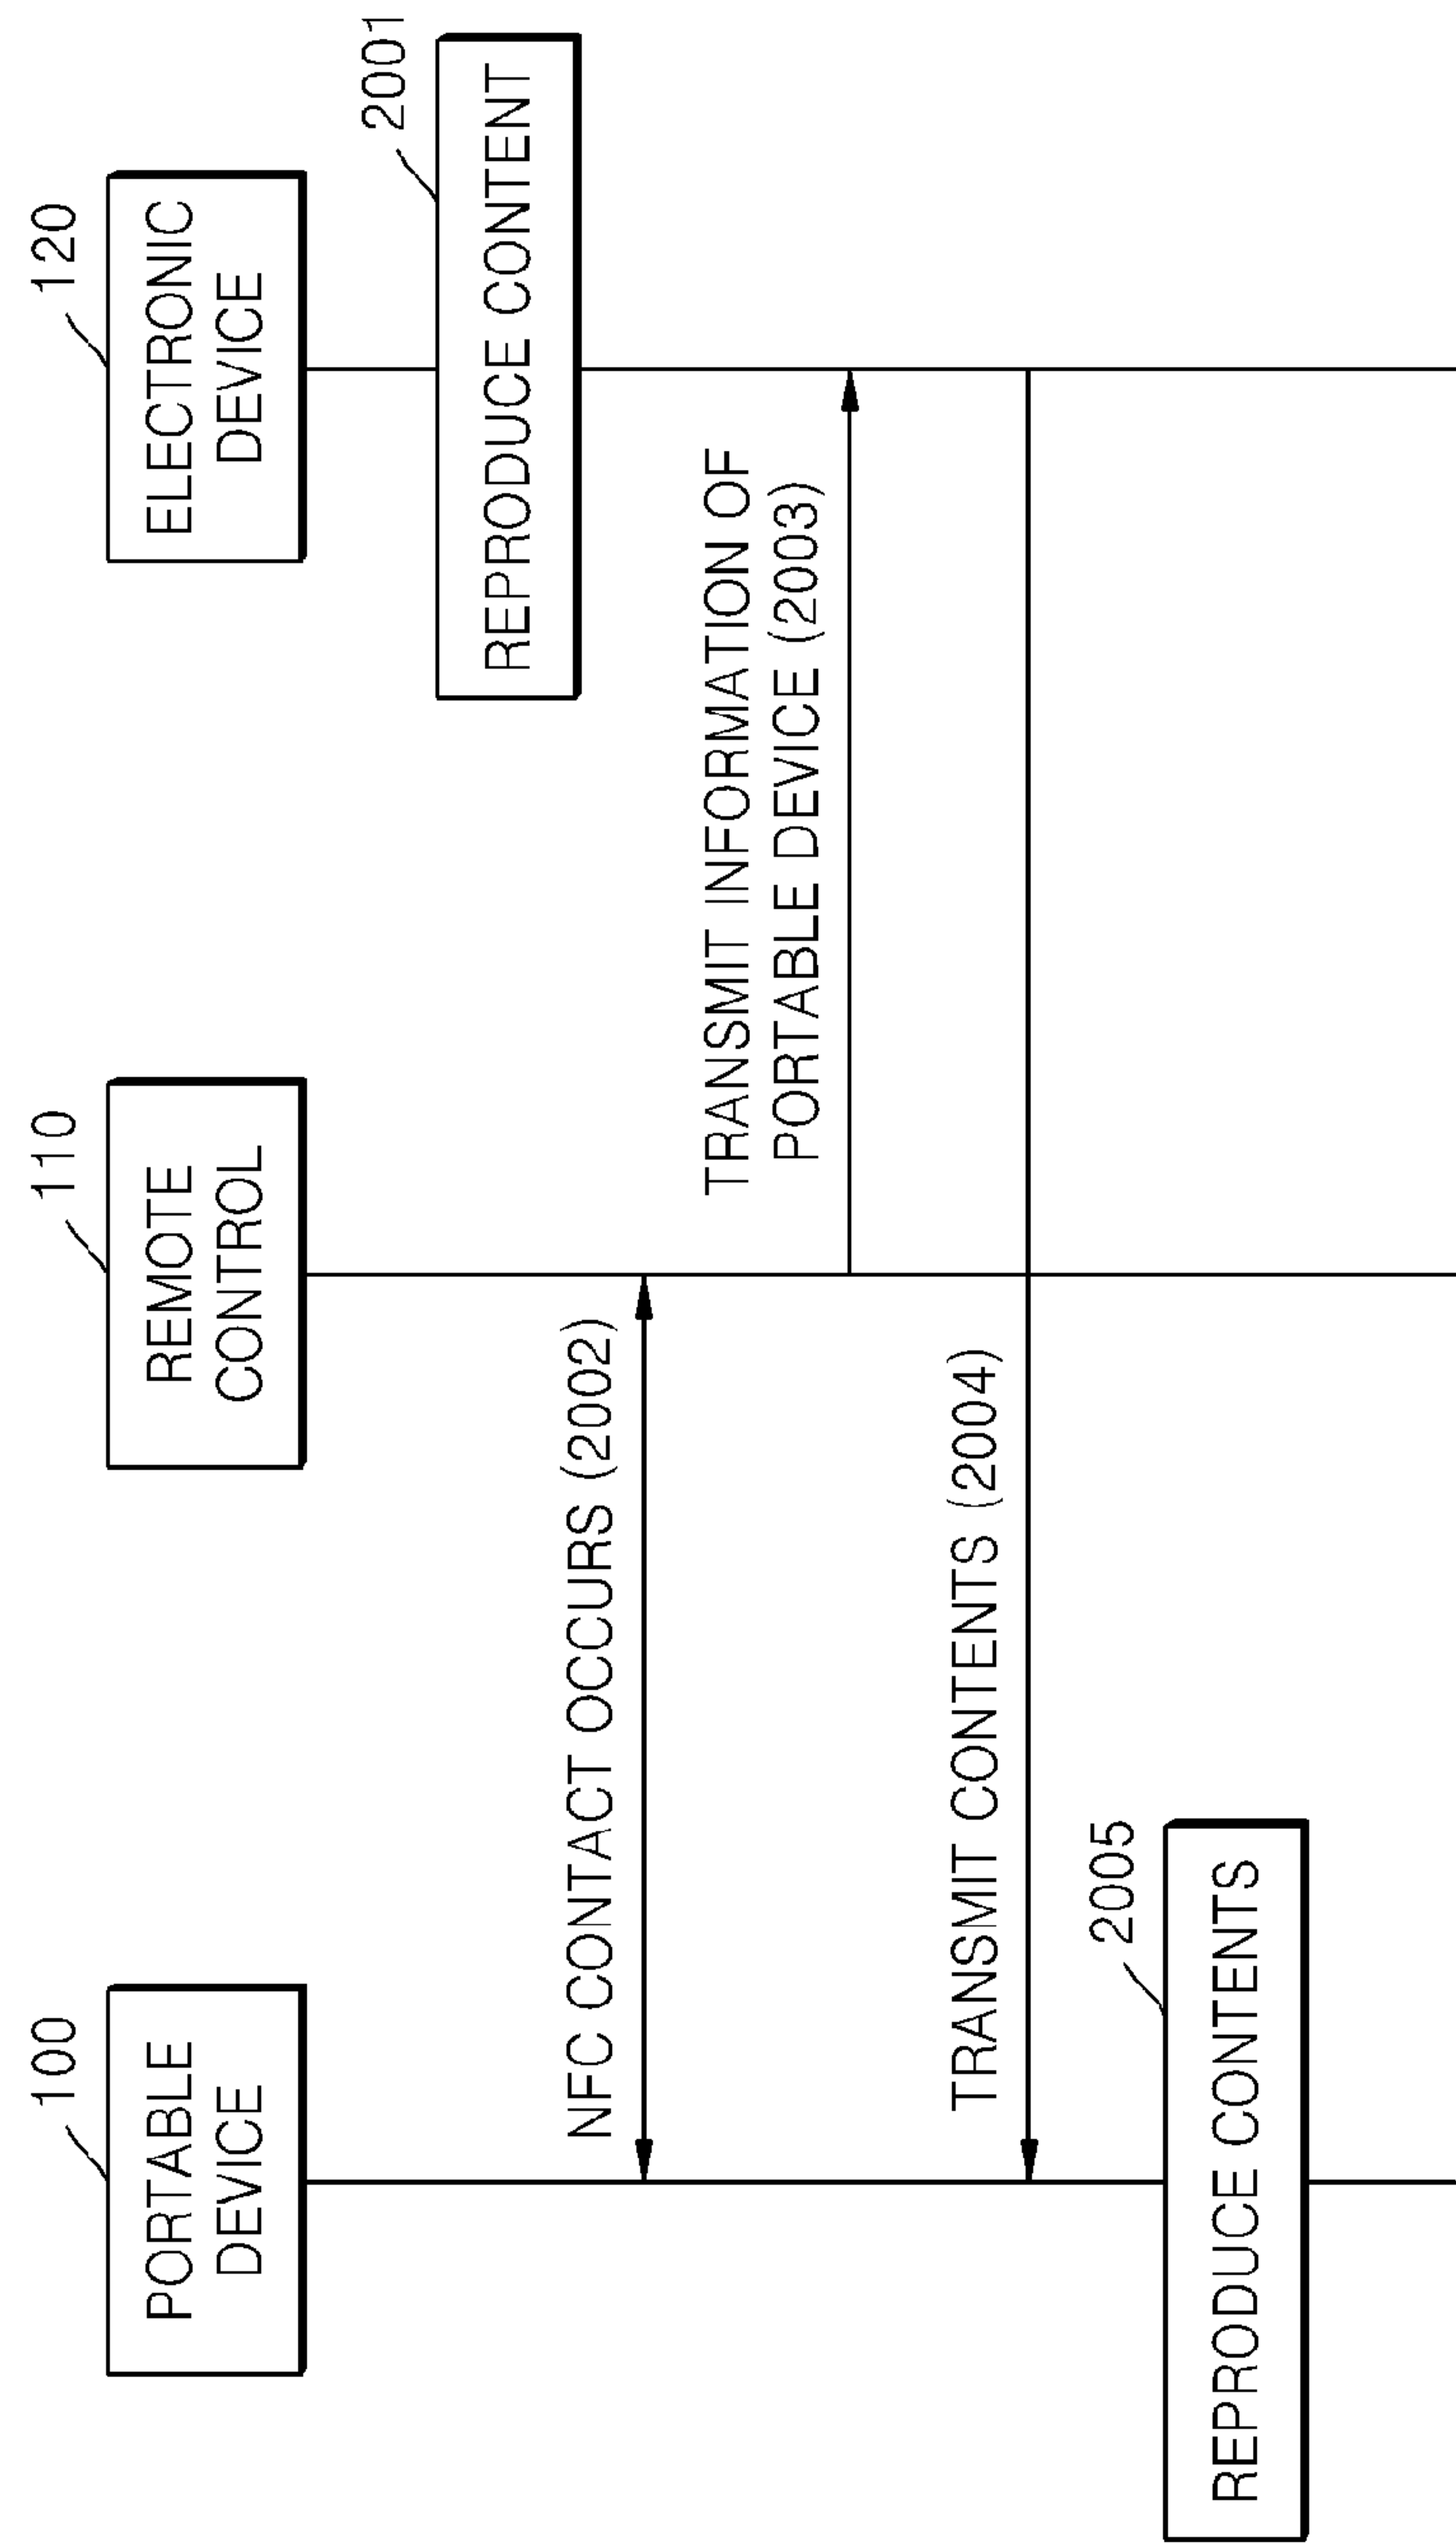 100
PORTABLE
DEVICE
110
REMOTE
CONTROL
120
ELECTRONIC
DEVICE
2001
REPRODUCE CONTENT
NFC CONTACT OCCURS (2002)
TRANSMIT INFORMATION OF
PORTABLE DEVICE (2003)
TRANSMIT CONTENTS (2004)
2005
REPRODUCE CONTENTS